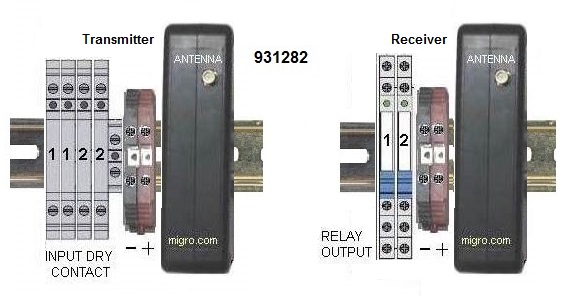 Transmitter
931282
Receiver
ANTENNA
ANTENNA
1 1 2 2
1 2
- +
- +
migro.com
migro.com
INPUT DRY
CONTACT
RELAY
OUTPUT